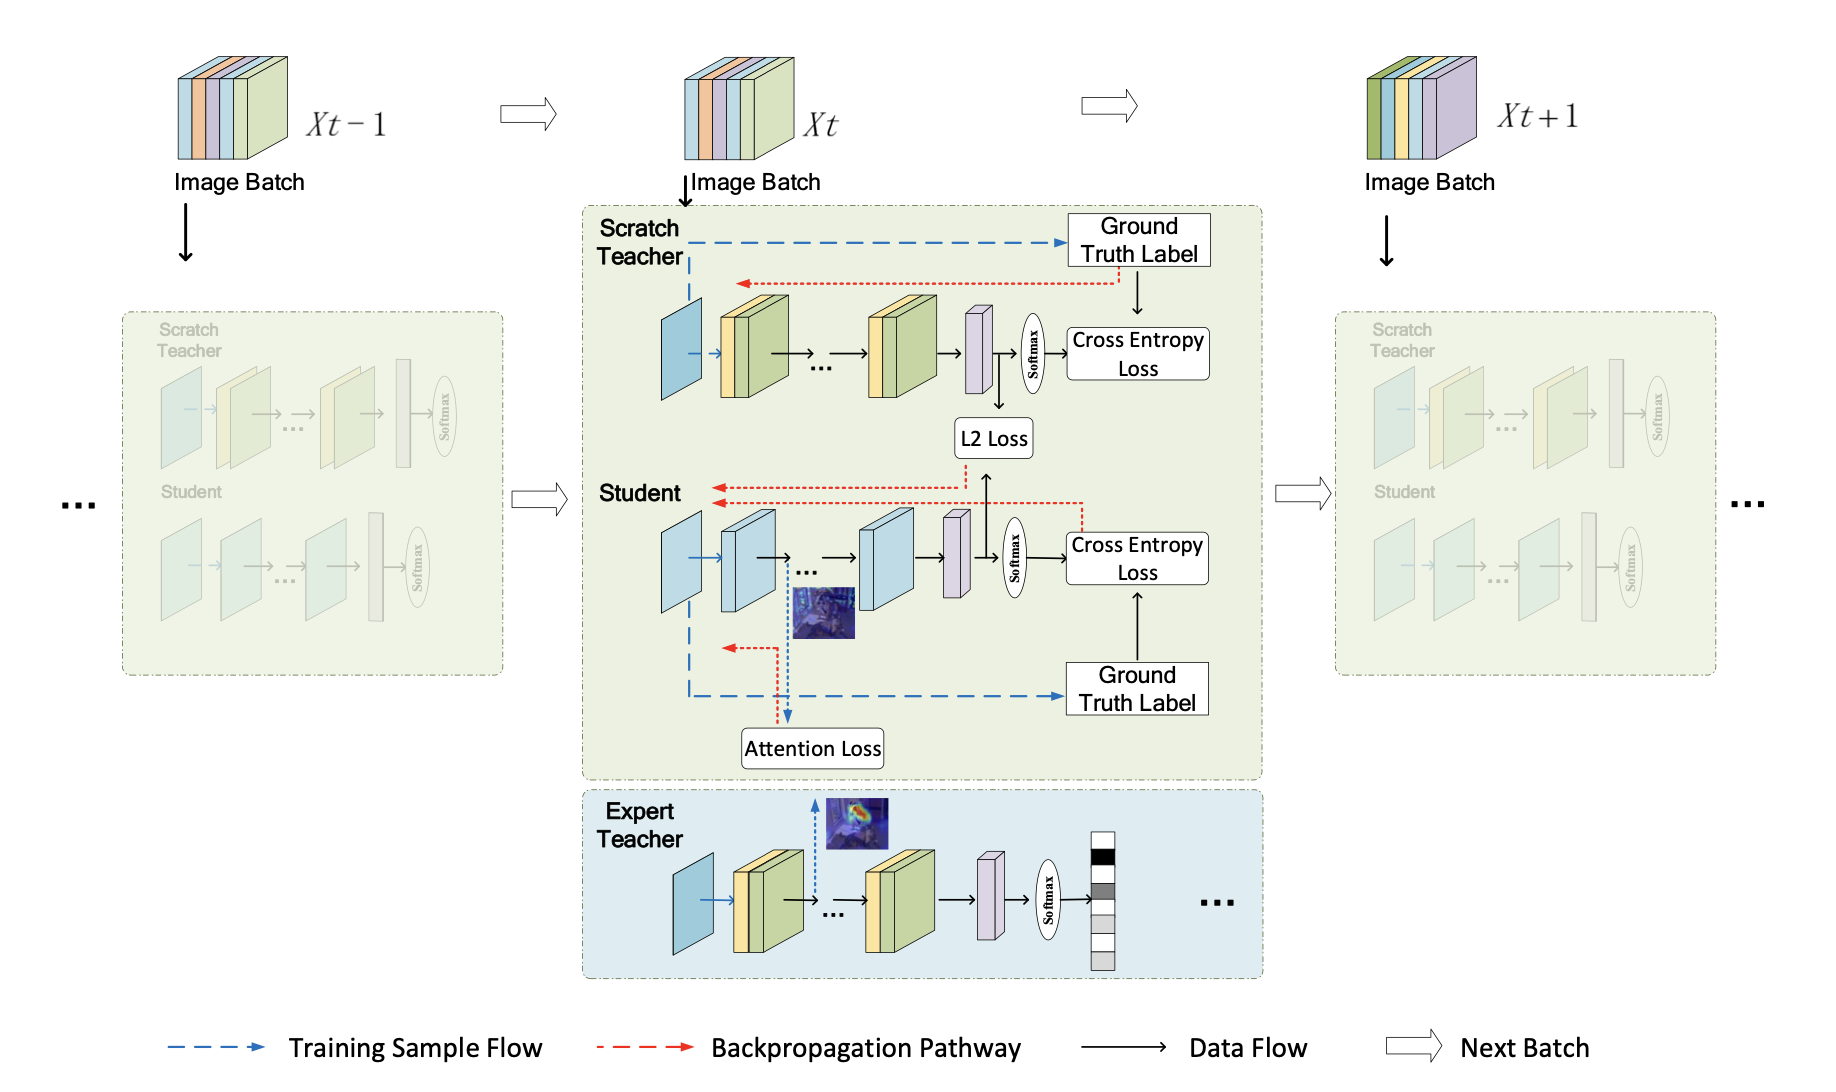 Xt − 1
Image Batch
Xt
Image Batch
Xt + 1
Image Batch
Scratch
Teacher
Ground
Truth Label
Softmax
Cross Entropy
Loss
L2 Loss
Student
Softmax
Cross Entropy
Loss
Ground
Truth Label
Attention Loss
Scratch
Teacher
Softmax
Student
Softmax
...
Scratch
Teacher
Softmax
Student
Softmax
...
Expert
Teacher
...
Softmax
...
Training Sample Flow
Backpropagation Pathway
Data Flow
Next Batch